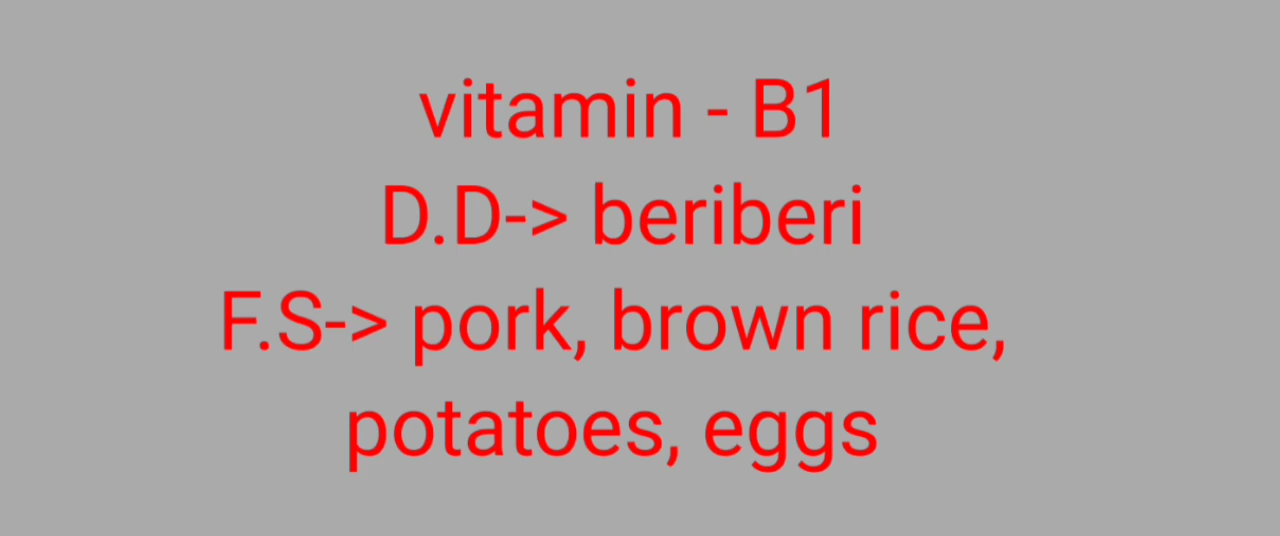 vitamin - B1
D.D-> beriberi
F.S-> pork, brown rice,
potatoes, eggs